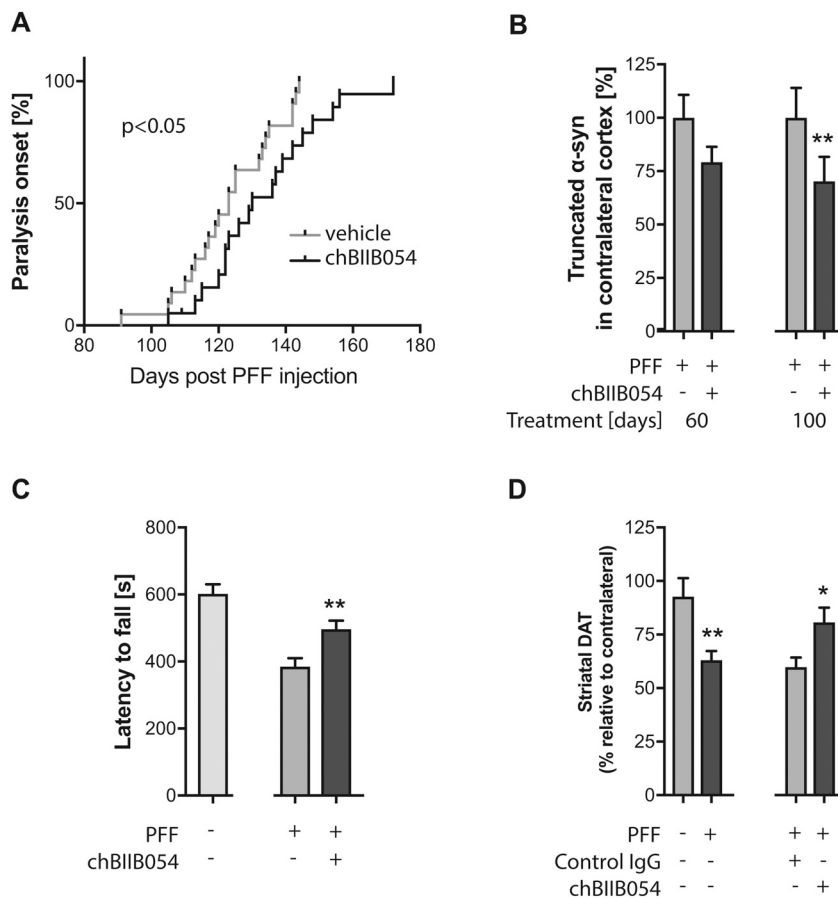 A
Paralysis onset [%]
100
50
0
p<0.05
vehicle
chBIIB054
80 100 120 140 160 180
Days post PFF injection
B
Truncated α-syn
in contralateral cortex [%]
125
100
75
50
25
0
**
PFF + + + +
chBIIB054 - + - +
Treatment [days] 60 100
C
Latency to fall [s]
800
600
400
200
0
**
PFF - + +
chBIIB054 - - +
D
Striatal DAT
(% relative to contralateral)
125
100
75
50
25
0
**
*
PFF - + + +
Control IgG - - + -
chBIIB054 - - - +